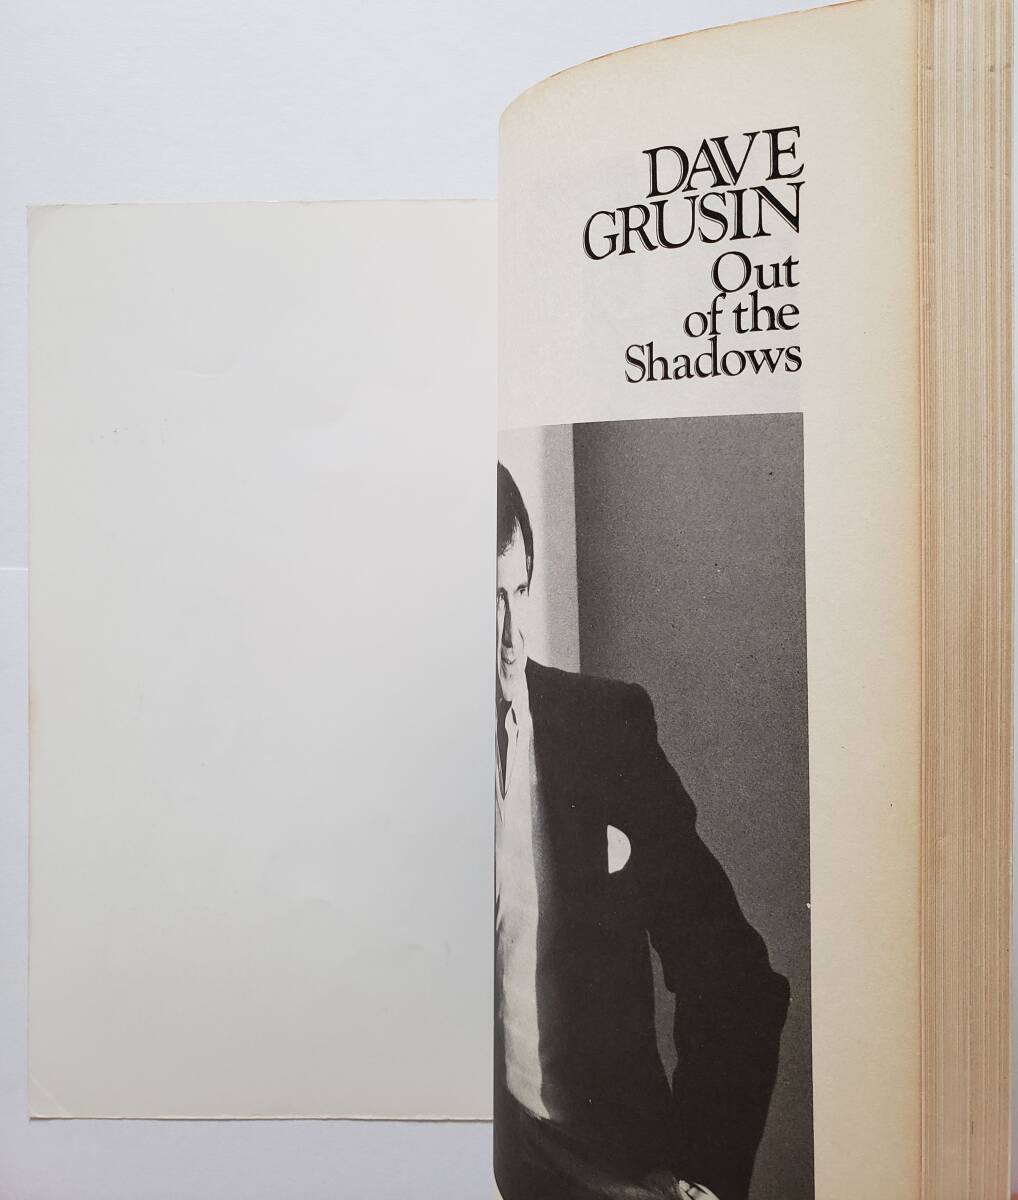 DAVE
GRUSIN
Out
of the
Shadows